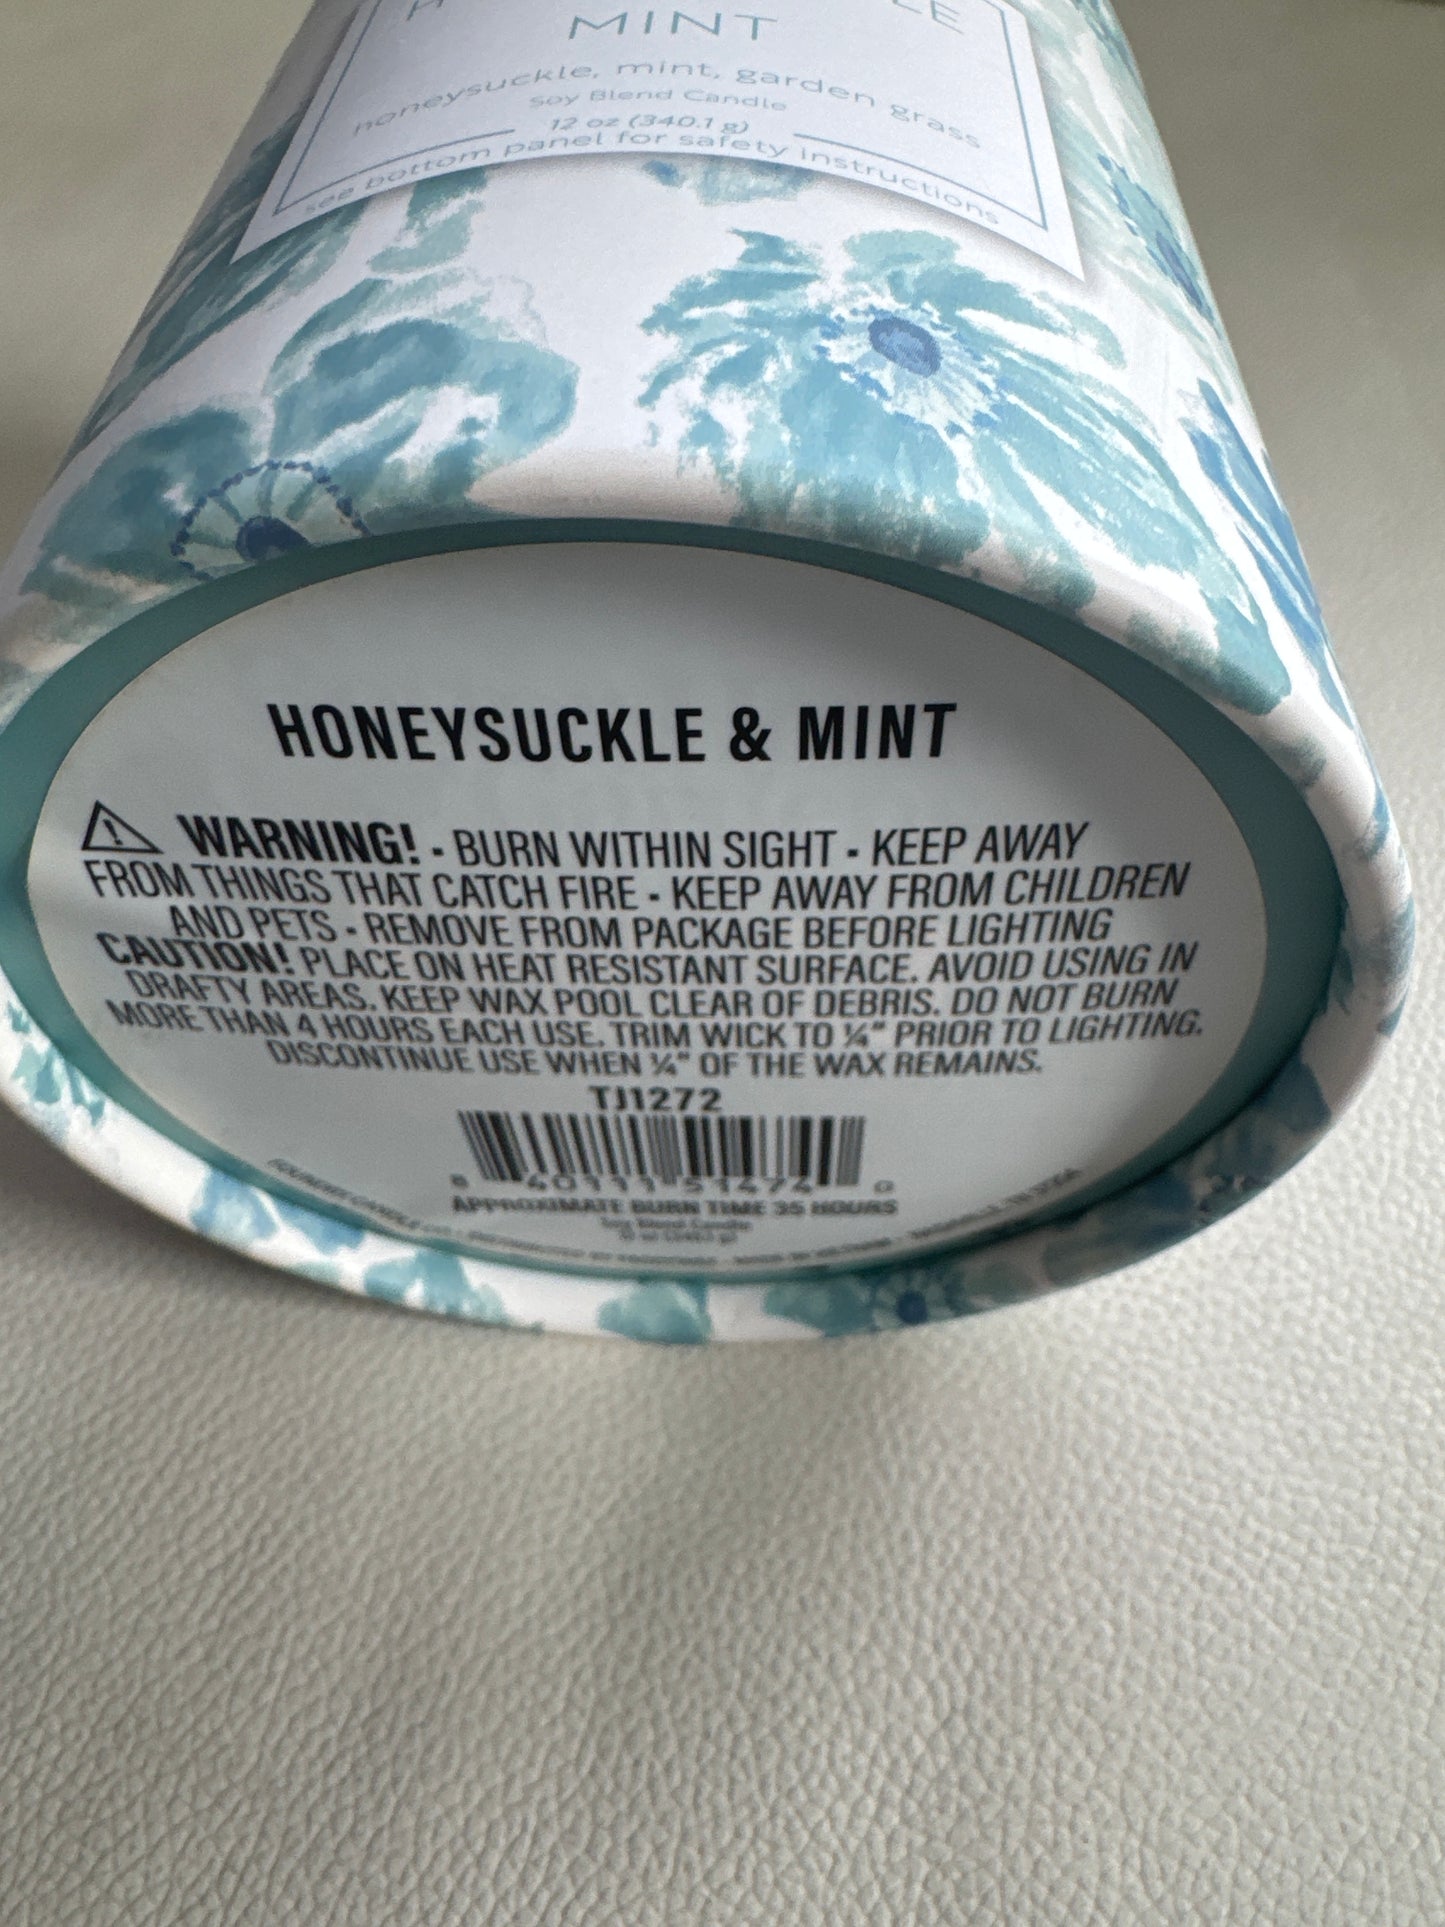 MINT
honeysuckle, mint, garden grass
Soy Blend Candle
12 oz (340.1 g)
see bottom panel for safety instructions
HONEYSUCKLE & MINT
WARNING! - BURN WITHIN SIGHT - KEEP AWAY
FROM THINGS THAT CATCH FIRE - KEEP AWAY FROM CHILDREN
AND PETS - REMOVE FROM PACKAGE BEFORE LIGHTING
CAUTION! PLACE ON HEAT RESISTANT SURFACE. AVOID USING IN
DRAFTY AREAS. KEEP WAX POOL CLEAR OF DEBRIS. DO NOT BURN
MORE THAN 4 HOURS EACH USE. TRIM WICK TO ¼" PRIOR TO LIGHTING.
DISCONTINUE USE WHEN ¼" OF THE WAX REMAINS.
TJ1272
APPROXIMATE BURN TIME 35 HOURS
Soy Blend Candle